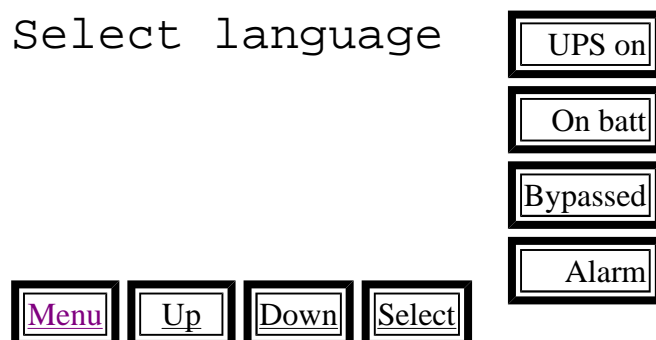 Select language
UPS on
On batt
Bypassed
Alarm
Menu Up Down Select